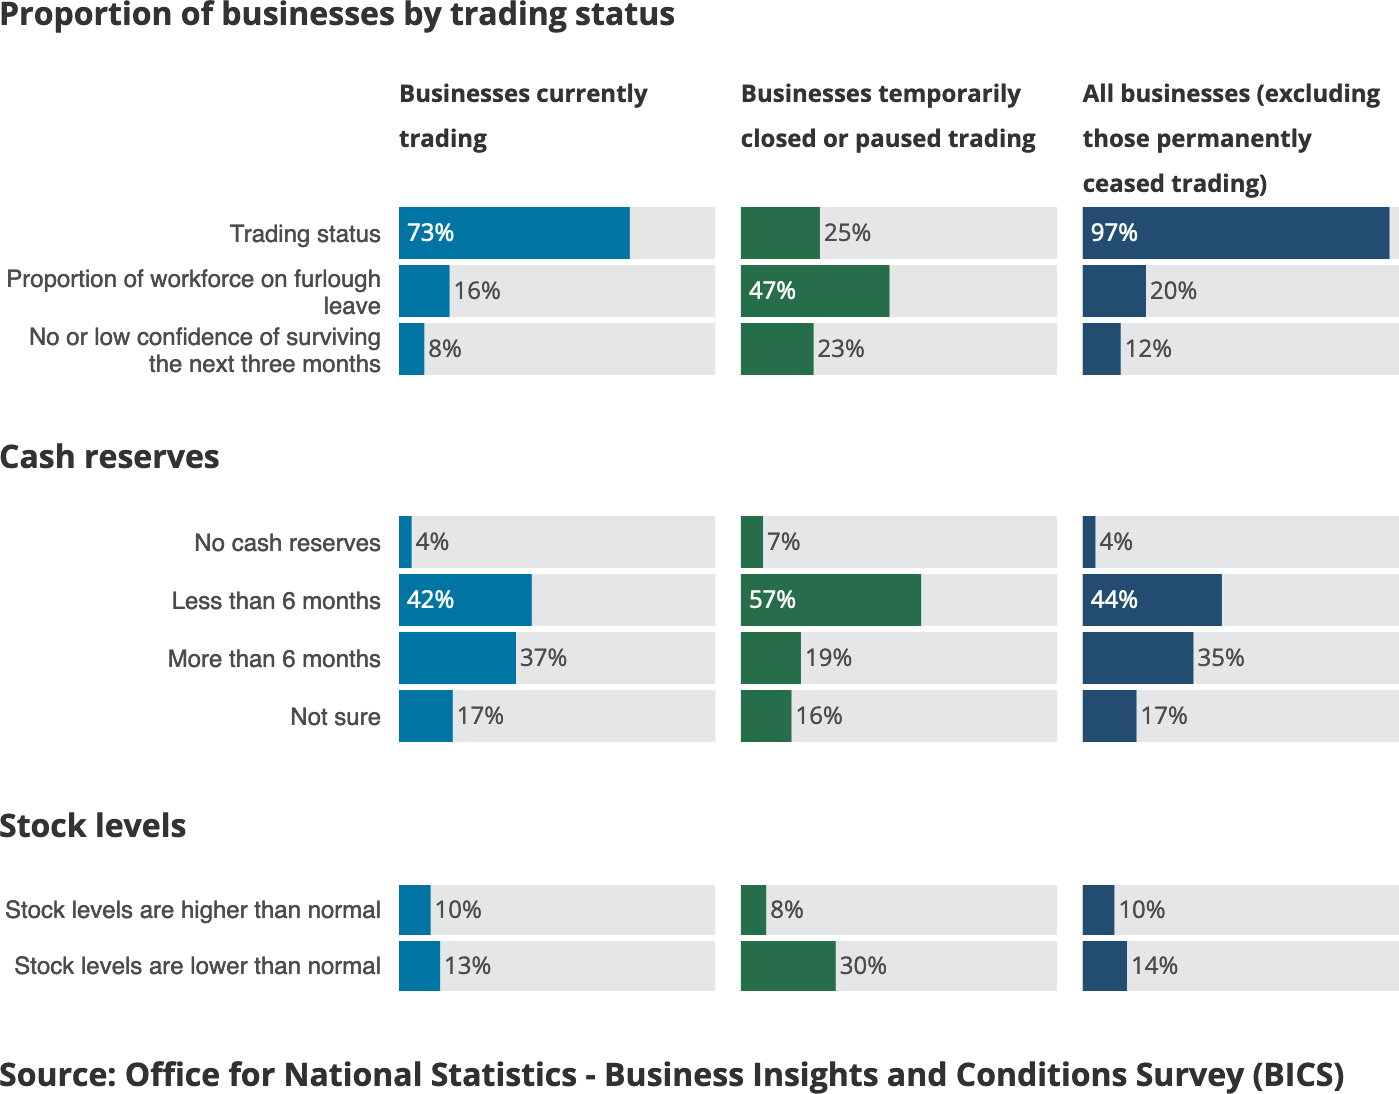 Proportion of businesses by trading status
Businesses currently
trading
Businesses temporarily
closed or paused trading
All businesses (excluding
those permanently
ceased trading)
Trading status
73%
25%
97%
Proportion of workforce on furlough
leave
16%
47%
20%
No or low confidence of surviving
the next three months
8%
23%
12%
Cash reserves
No cash reserves
4%
7%
4%
Less than 6 months
42%
57%
44%
More than 6 months
37%
19%
35%
Not sure
17%
16%
17%
Stock levels
Stock levels are higher than normal
10%
8%
10%
Stock levels are lower than normal
13%
30%
14%
Source: Office for National Statistics - Business Insights and Conditions Survey (BICS)